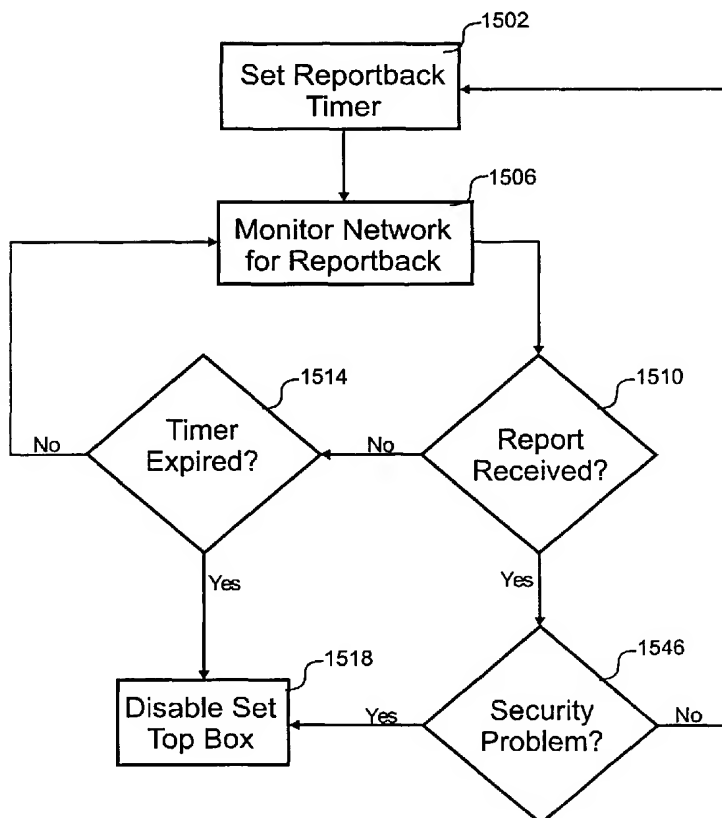 1502
Set Reportback
Timer
1506
Monitor Network
for Reportback
1514
Timer
Expired?
No
Yes
1510
Report
Received?
No
Yes
1518
Disable Set
Top Box
1546
Security
Problem?
Yes
No